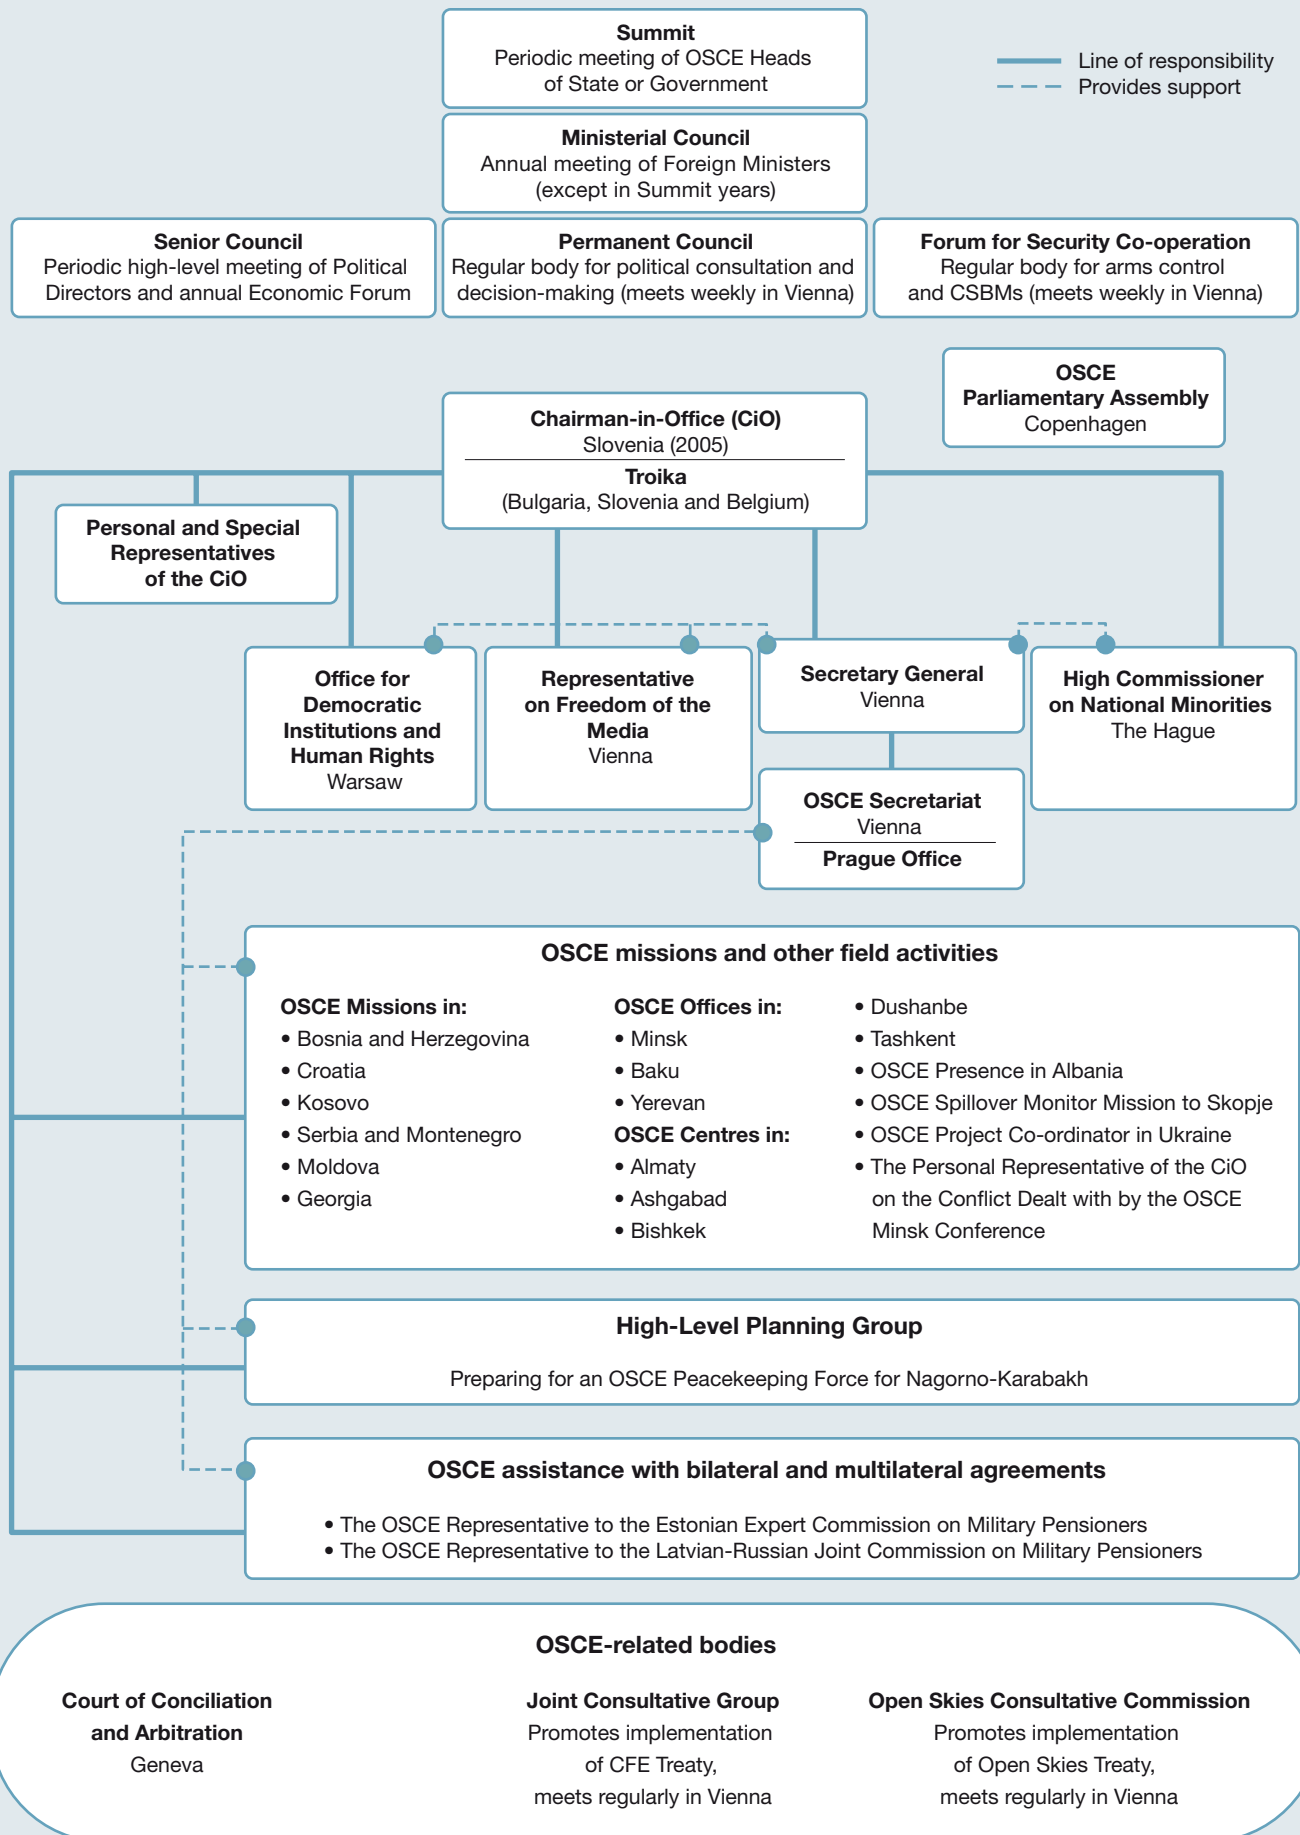 Summit
Periodic meeting of OSCE Heads
of State or Government
Line of responsibility
Provides support
Ministerial Council
Annual meeting of Foreign Ministers
(except in Summit years)
Senior Council
Periodic high-level meeting of Political
Directors and annual Economic Forum
Permanent Council
Regular body for political consultation and
decision-making (meets weekly in Vienna)
Forum for Security Co-operation
Regular body for arms control
and CSBMs (meets weekly in Vienna)
OSCE
Parliamentary Assembly
Copenhagen
Chairman-in-Office (CiO)
Slovenia (2005)
Troika
(Bulgaria, Slovenia and Belgium)
Personal and Special
Representatives
of the CiO
Office for
Democratic
Institutions and
Human Rights
Warsaw
Representative
on Freedom of the
Media
Vienna
Secretary General
Vienna
High Commissioner
on National Minorities
The Hague
OSCE Secretariat
Vienna
Prague Office
OSCE missions and other field activities
OSCE Missions in:
• Bosnia and Herzegovina
• Croatia
• Kosovo
• Serbia and Montenegro
• Moldova
• Georgia
OSCE Offices in:
• Minsk
• Baku
• Yerevan
OSCE Centres in:
• Almaty
• Ashgabad
• Bishkek
• Dushanbe
• Tashkent
• OSCE Presence in Albania
• OSCE Spillover Monitor Mission to Skopje
• OSCE Project Co-ordinator in Ukraine
• The Personal Representative of the CiO
on the Conflict Dealt with by the OSCE
Minsk Conference
High-Level Planning Group
Preparing for an OSCE Peacekeeping Force for Nagorno-Karabakh
OSCE assistance with bilateral and multilateral agreements
• The OSCE Representative to the Estonian Expert Commission on Military Pensioners
• The OSCE Representative to the Latvian-Russian Joint Commission on Military Pensioners
OSCE-related bodies
Court of Conciliation
and Arbitration
Geneva
Joint Consultative Group
Promotes implementation
of CFE Treaty,
meets regularly in Vienna
Open Skies Consultative Commission
Promotes implementation
of Open Skies Treaty,
meets regularly in Vienna